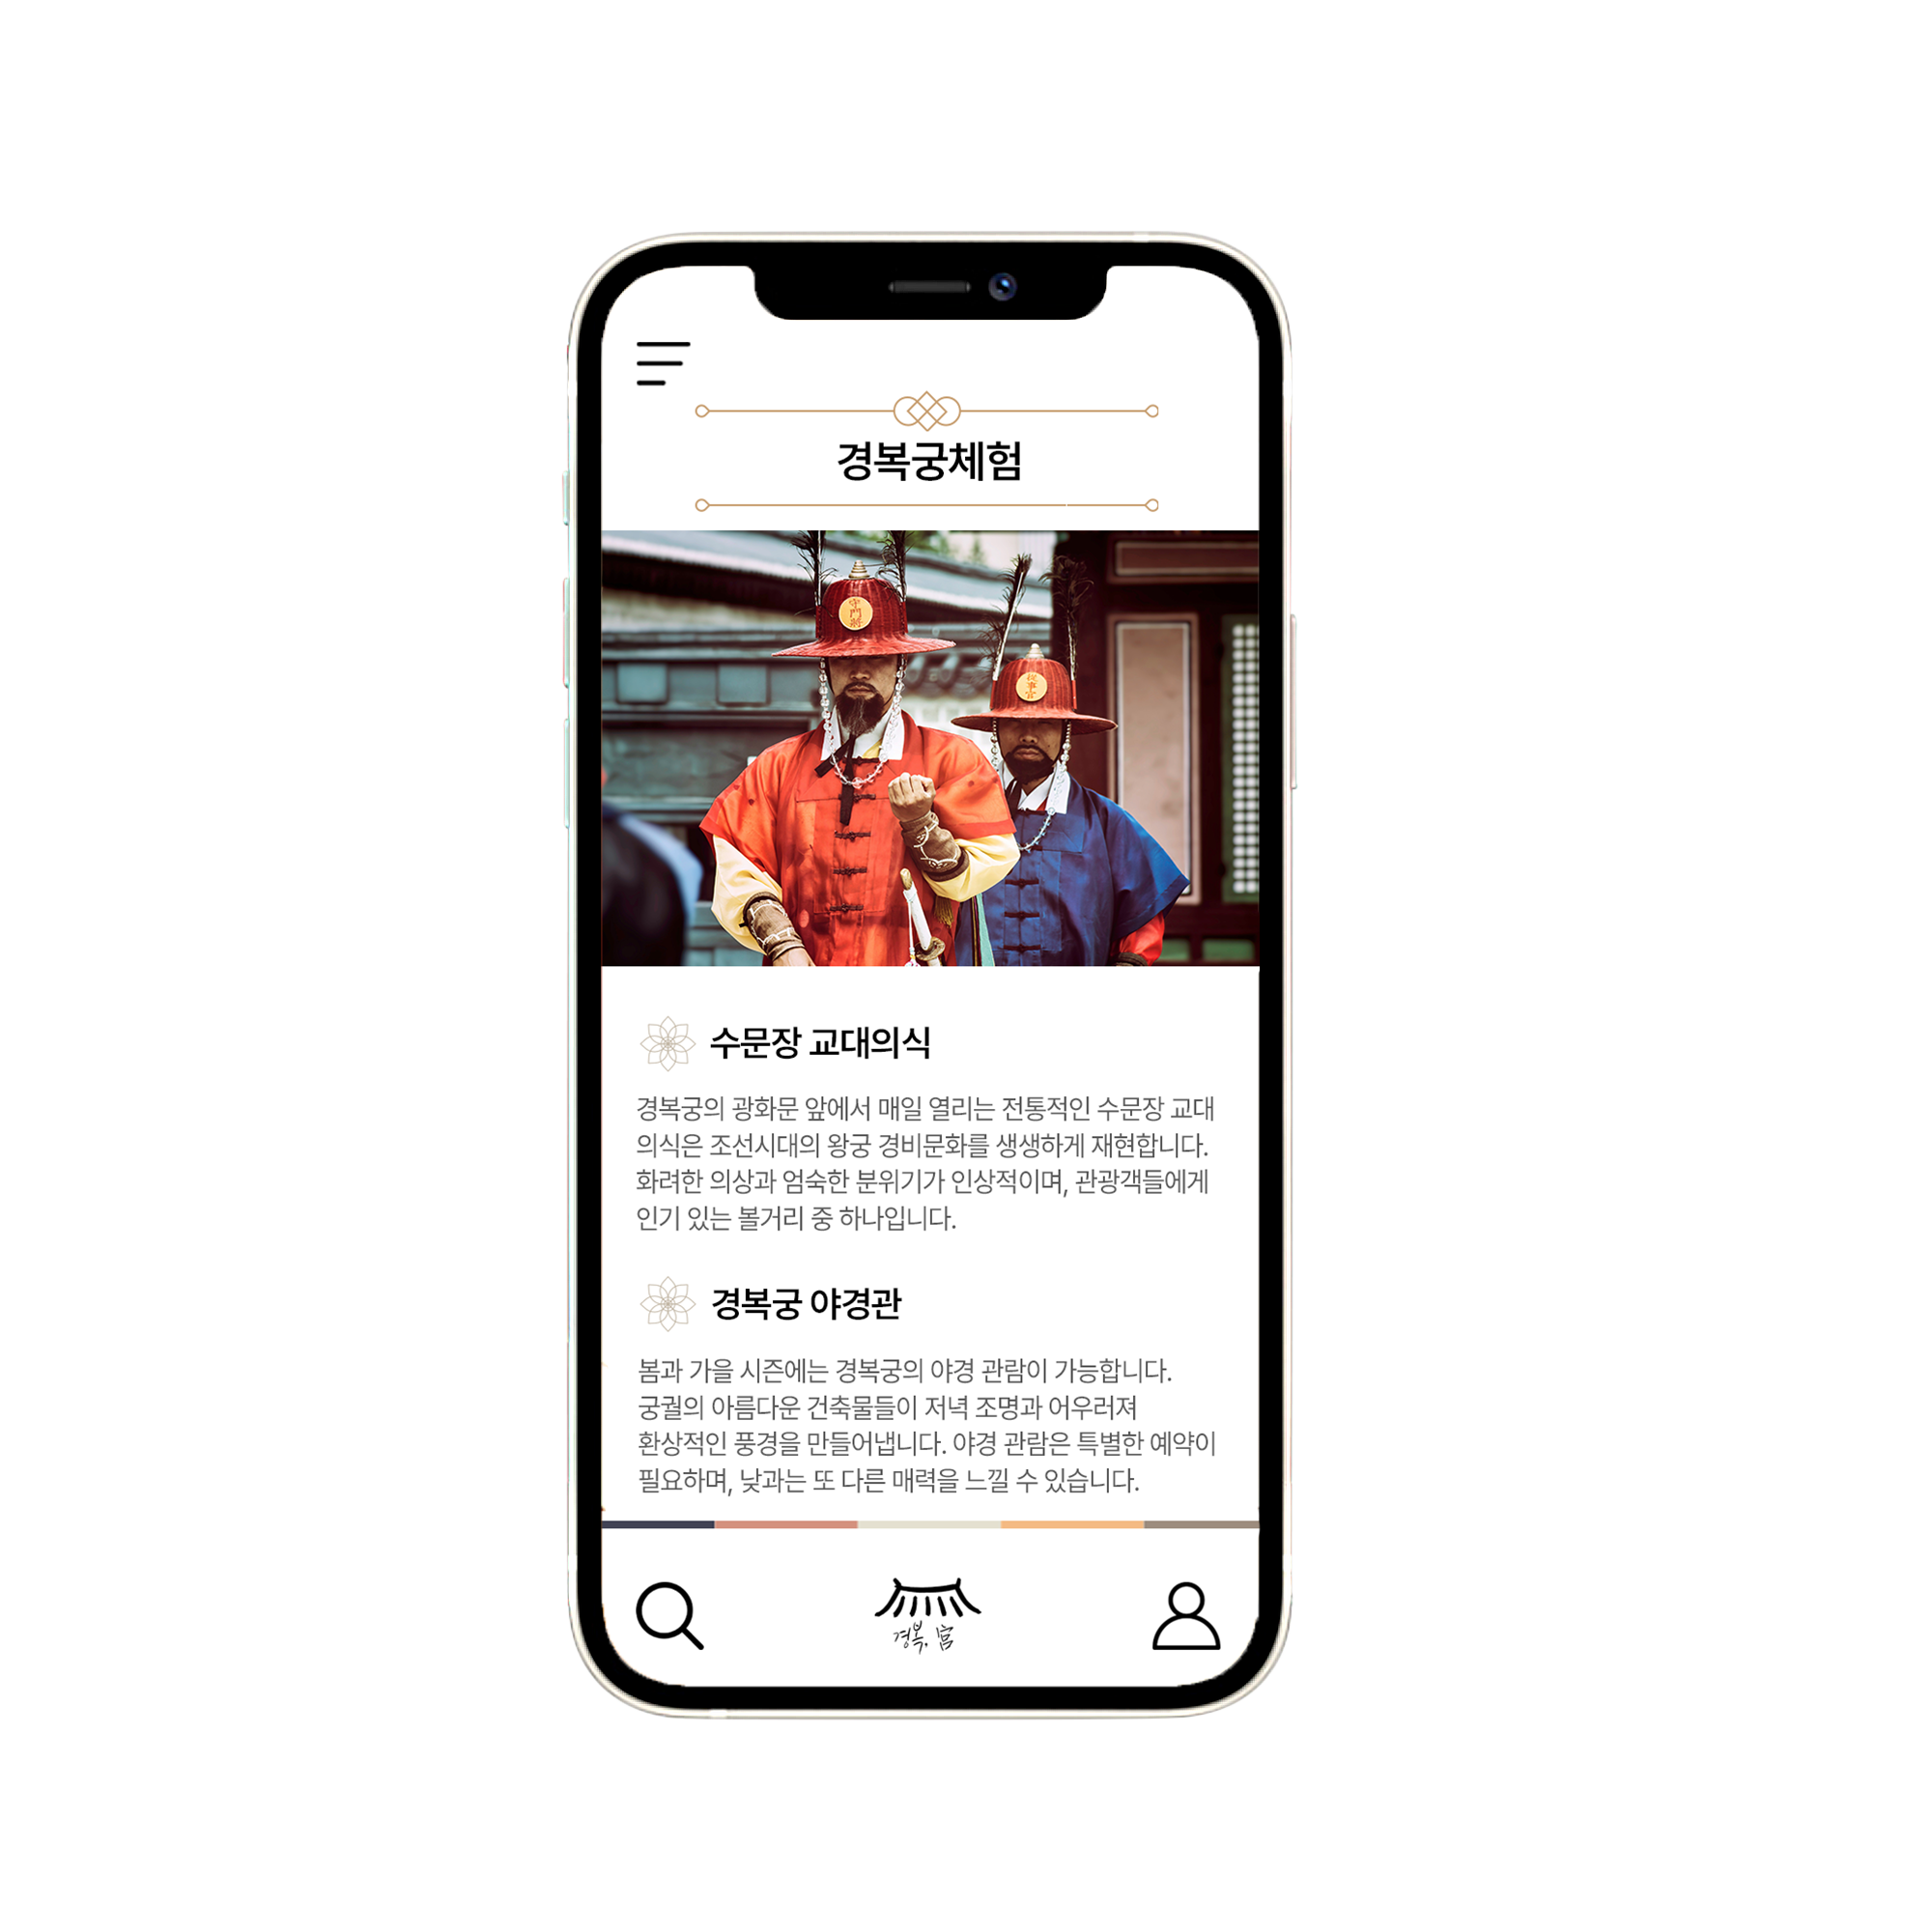 경복궁체험
守門將
從事官
수문장 교대의식
경복궁의 광화문 앞에서 매일 열리는 전통적인 수문장 교대
의식은 조선시대의 왕궁 경비문화를 생생하게 재현합니다.
화려한 의상과 엄숙한 분위기가 인상적이며, 관광객들에게
인기 있는 볼거리 중 하나입니다.
경복궁 야경관
봄과 가을 시즌에는 경복궁의 야경 관람이 가능합니다.
궁궐의 아름다운 건축물들이 저녁 조명과 어우러져
환상적인 풍경을 만들어냅니다. 야경 관람은 특별한 예약이
필요하며, 낮과는 또 다른 매력을 느낄 수 있습니다.
경복, 宮